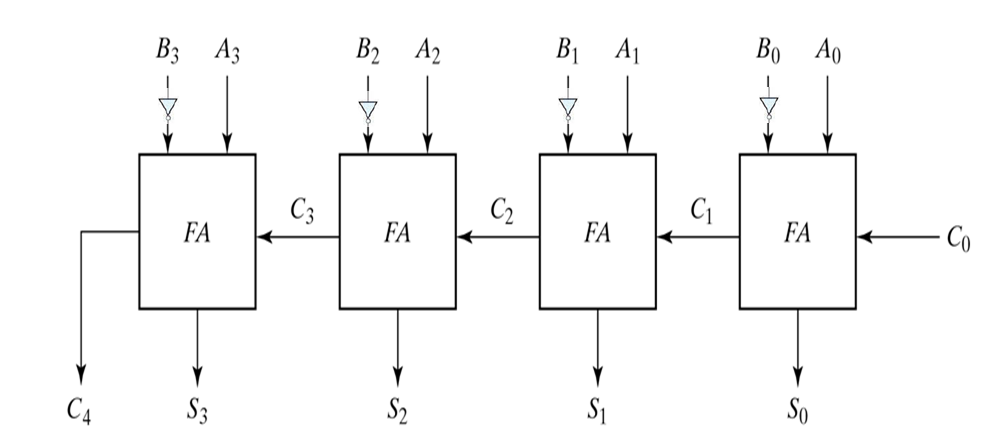 B₃ A₃ B₂ A₂ B₁ A₁ B₀ A₀
C₃ C₂ C₁
FA FA FA FA C₀
C₄ S₃ S₂ S₁ S₀